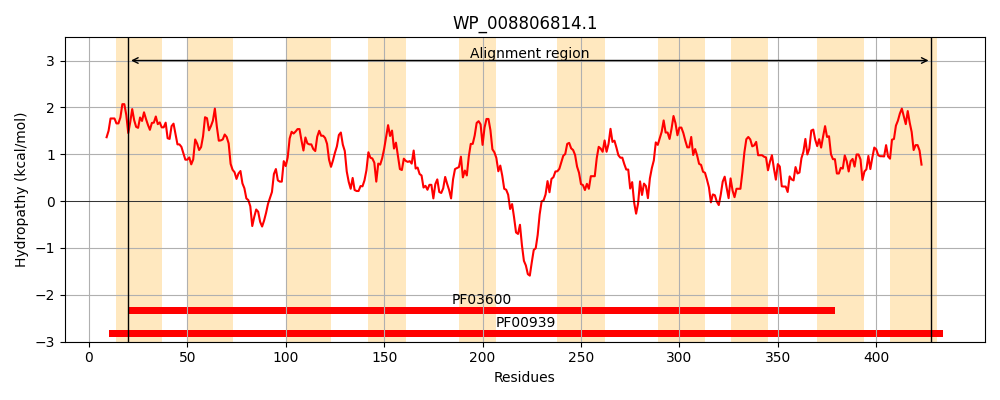 WP_008806814.1
Alignment region
Hydropathy (kcal/mol)
3
2
1
0
−1
−2
−3
PF03600
PF00939
0 50 100 150 200 250 300 350 400
Residues